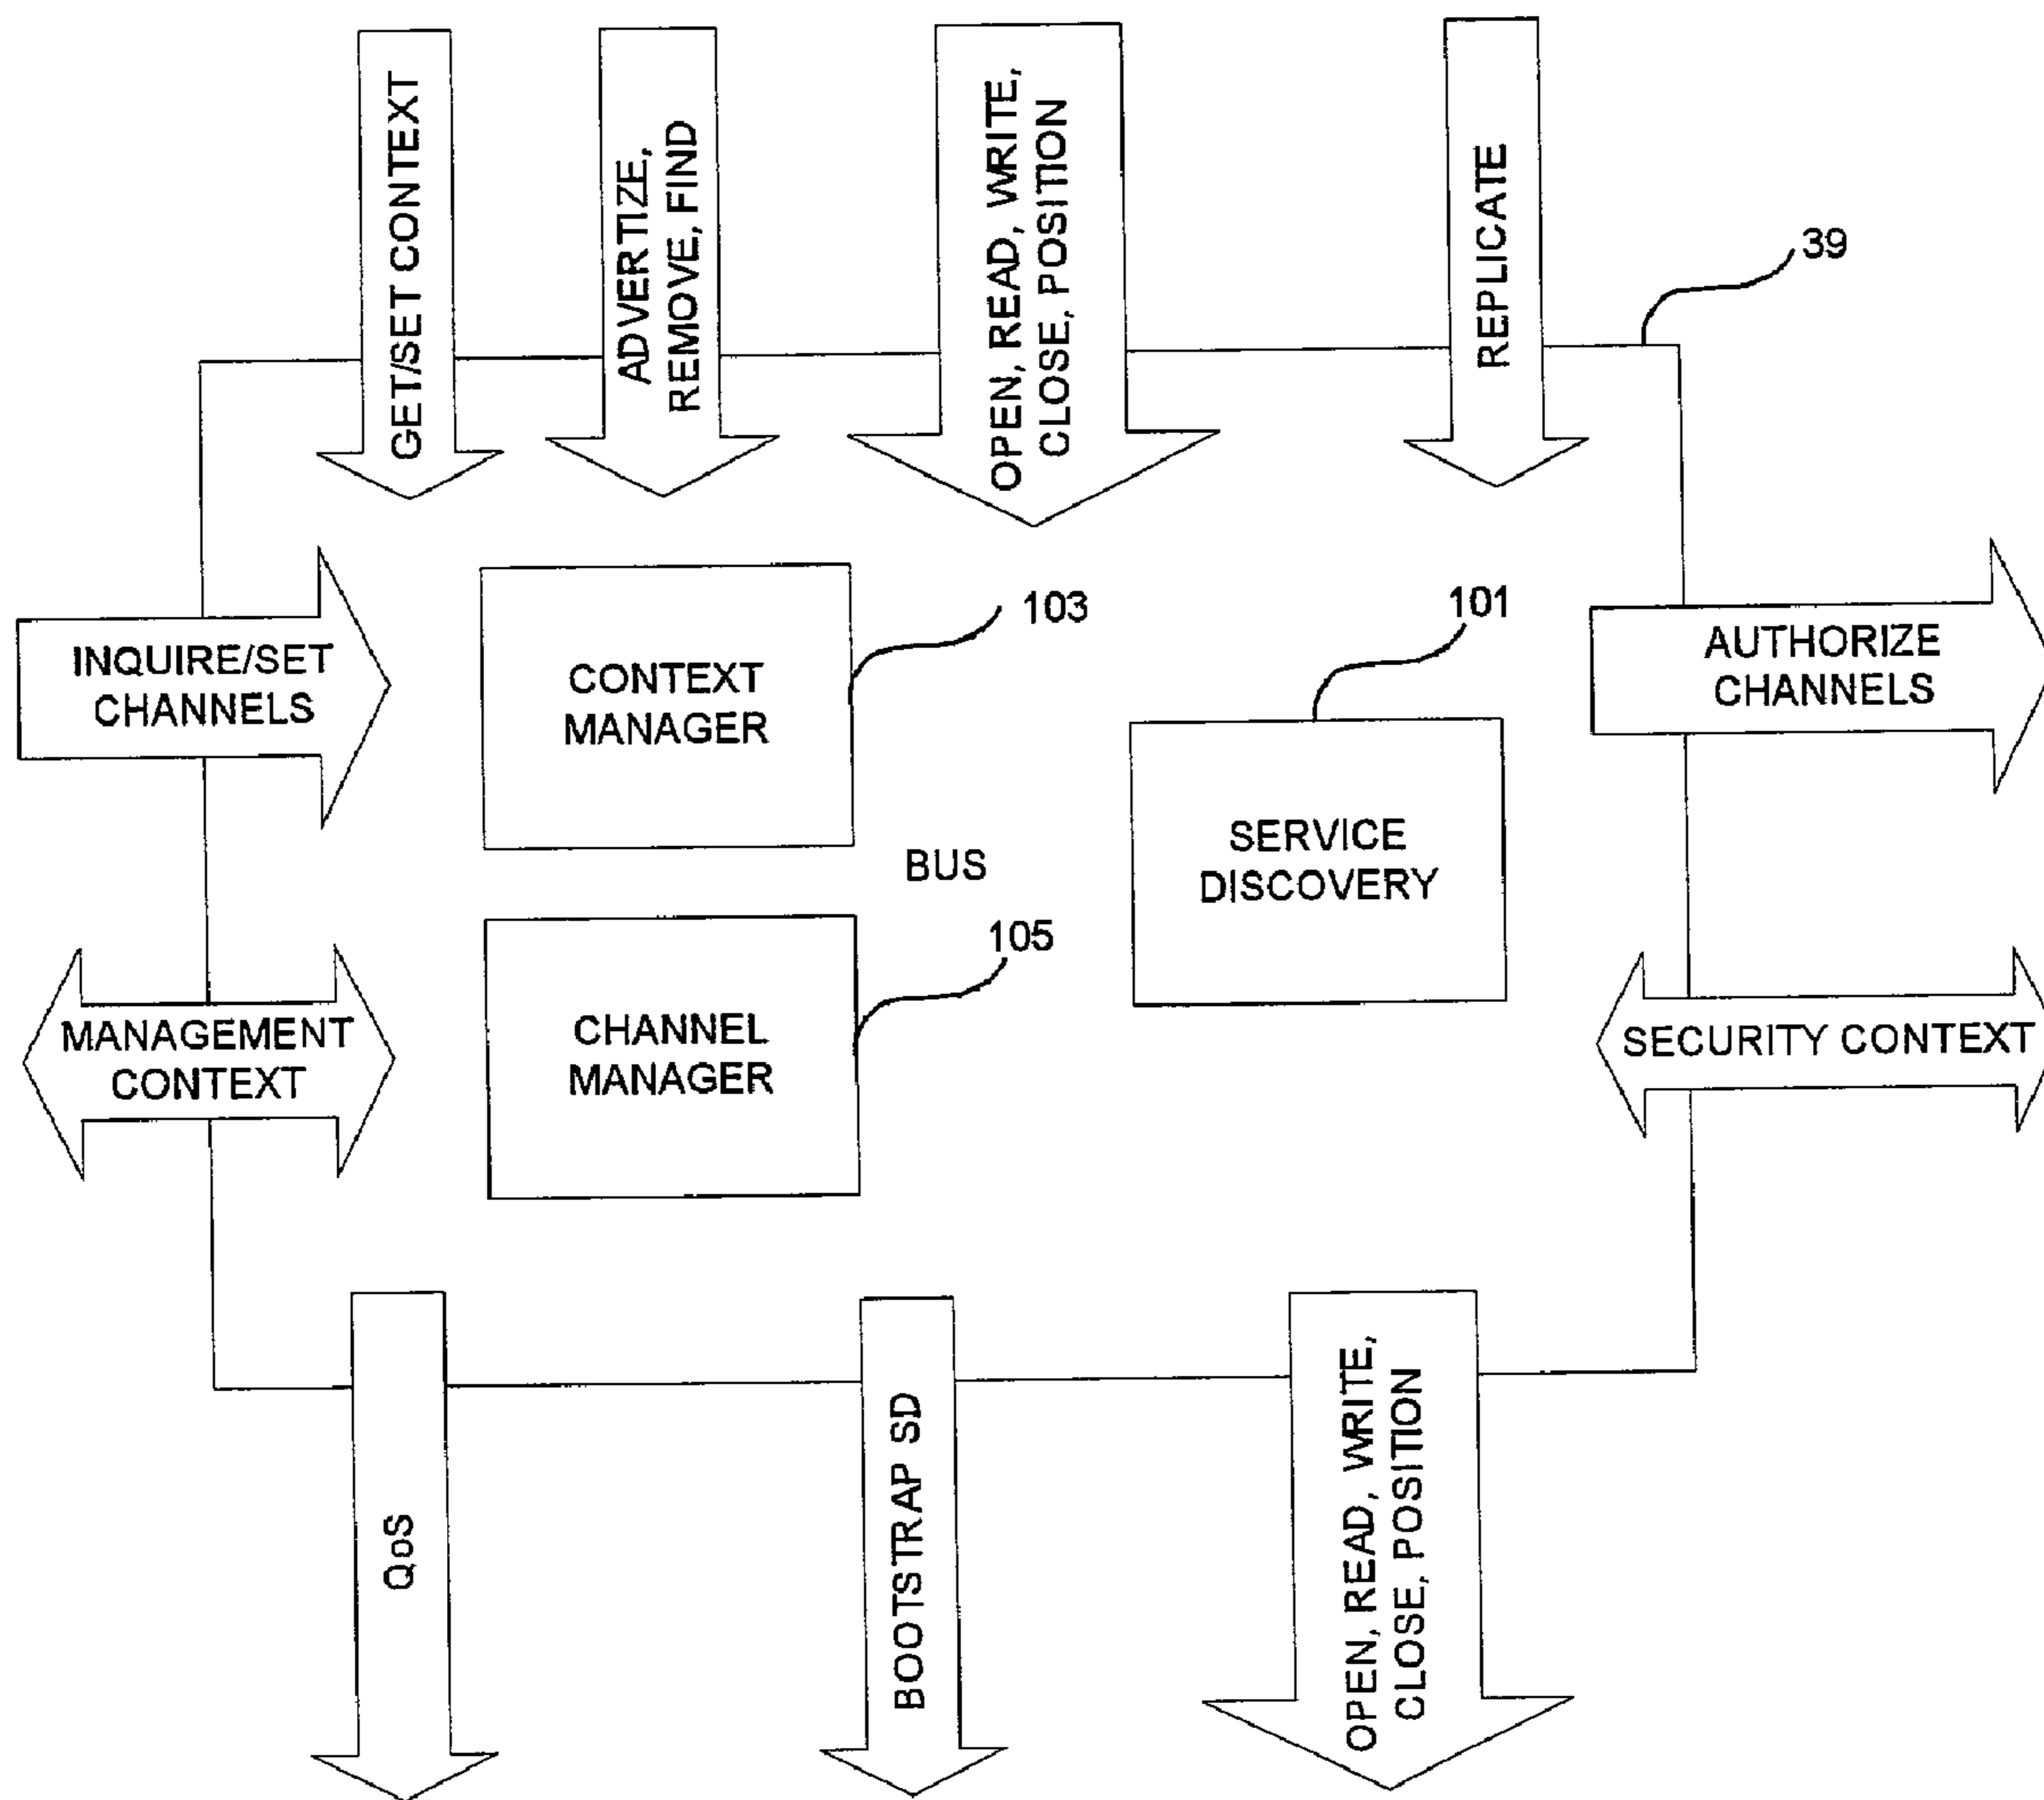 GET/SET CONTEXT
ADVERTIZE,
REMOVE, FIND
OPEN, READ, WRITE,
CLOSE, POSITION
REPLICATE
39
INQUIRE/SET
CHANNELS
CONTEXT
MANAGER
103
101
AUTHORIZE
CHANNELS
SERVICE
DISCOVERY
BUS
105
MANAGEMENT
CONTEXT
CHANNEL
MANAGER
SECURITY CONTEXT
QoS
BOOTSTRAP SD
OPEN, READ, WRITE,
CLOSE, POSITION